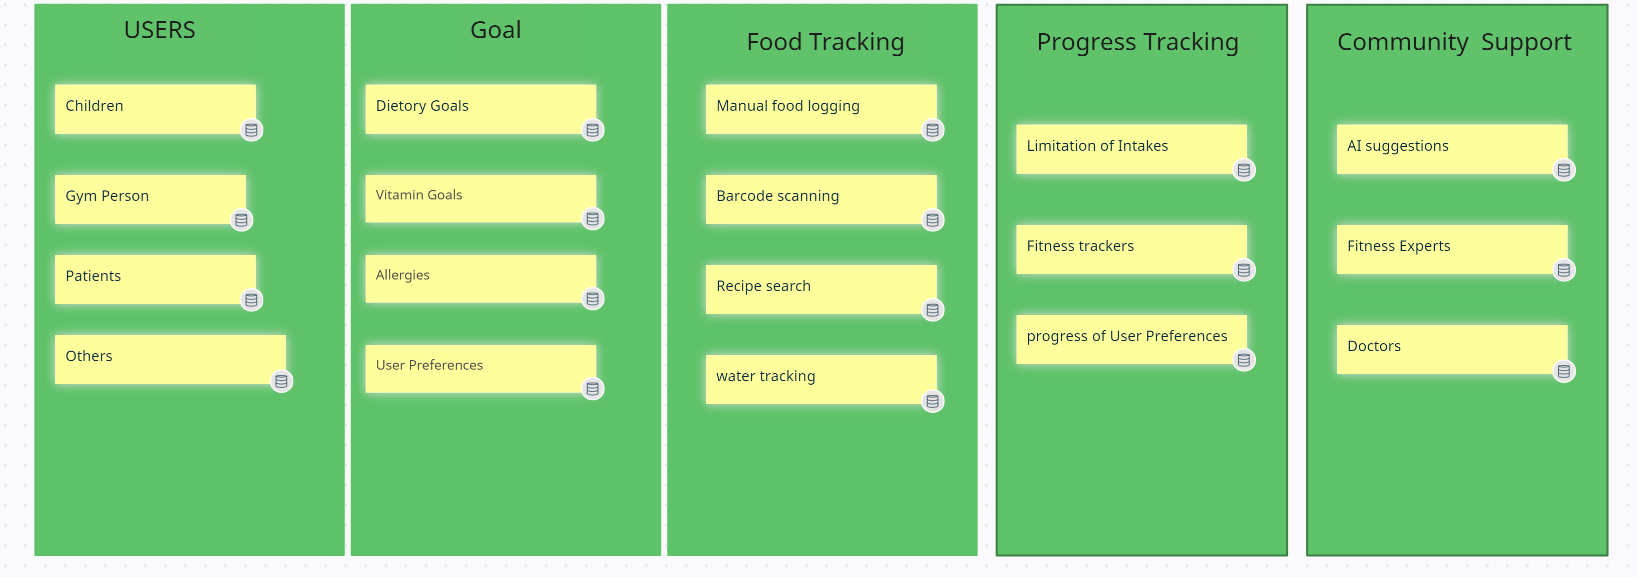 USERS
Children
Gym Person
Patients
Others
Goal
Dietory Goals
Vitamin Goals
Allergies
User Preferences
Food Tracking
Manual food logging
Barcode scanning
Recipe search
water tracking
Progress Tracking
Limitation of Intakes
Fitness trackers
progress of User Preferences
Community  Support
AI suggestions
Fitness Experts
Doctors